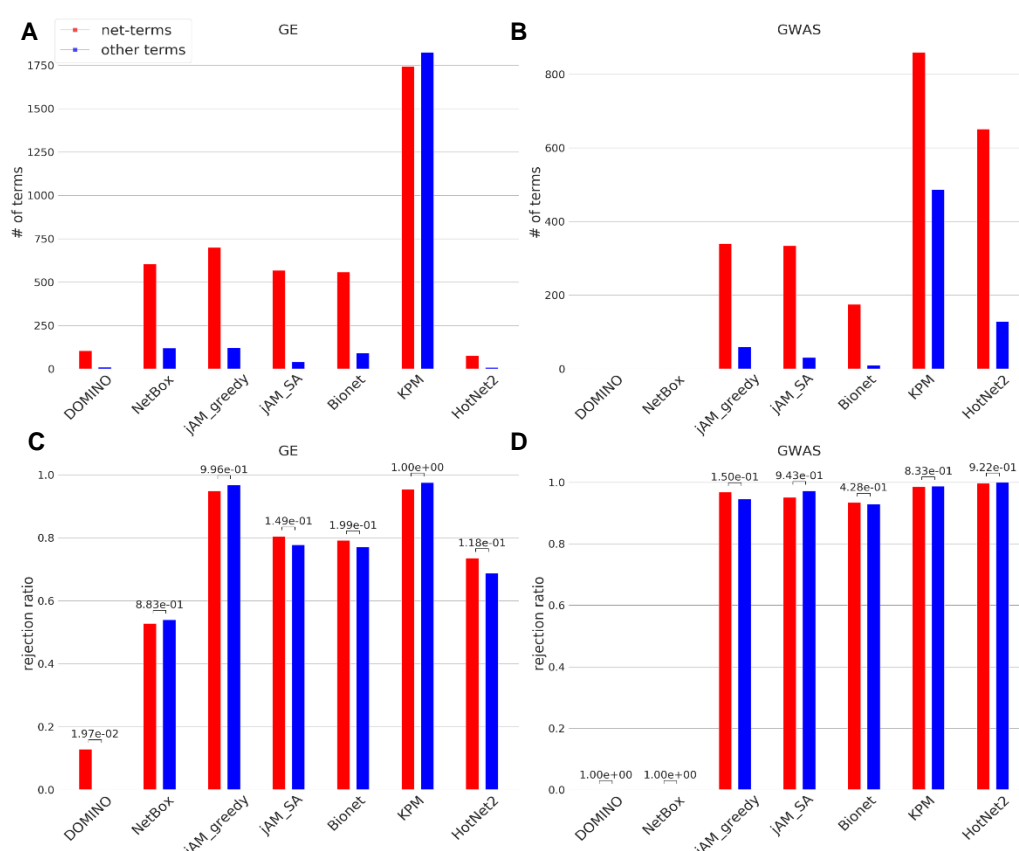 A
net-terms
other terms
GE
# of terms
1750
1500
1250
1000
750
500
250
0
DOMINO
NetBox
jAM_greedy
jAM_SA
Bionet
KPM
HotNet2
B
GWAS
# of terms
800
600
400
200
0
DOMINO
NetBox
jAM_greedy
jAM_SA
Bionet
KPM
HotNet2
C
GE
rejection ratio
1.0
0.8
0.6
0.4
0.2
0.0
1.97e-02
8.83e-01
9.96e-01
1.49e-01
1.99e-01
1.00e+00
1.18e-01
DOMINO
NetBox
jAM_greedy
jAM_SA
Bionet
KPM
HotNet2
D
GWAS
rejection ratio
1.0
0.8
0.6
0.4
0.2
0.0
1.00e+00
1.00e+00
1.50e-01
9.43e-01
4.28e-01
8.33e-01
9.22e-01
DOMINO
NetBox
jAM_greedy
jAM_SA
Bionet
KPM
HotNet2